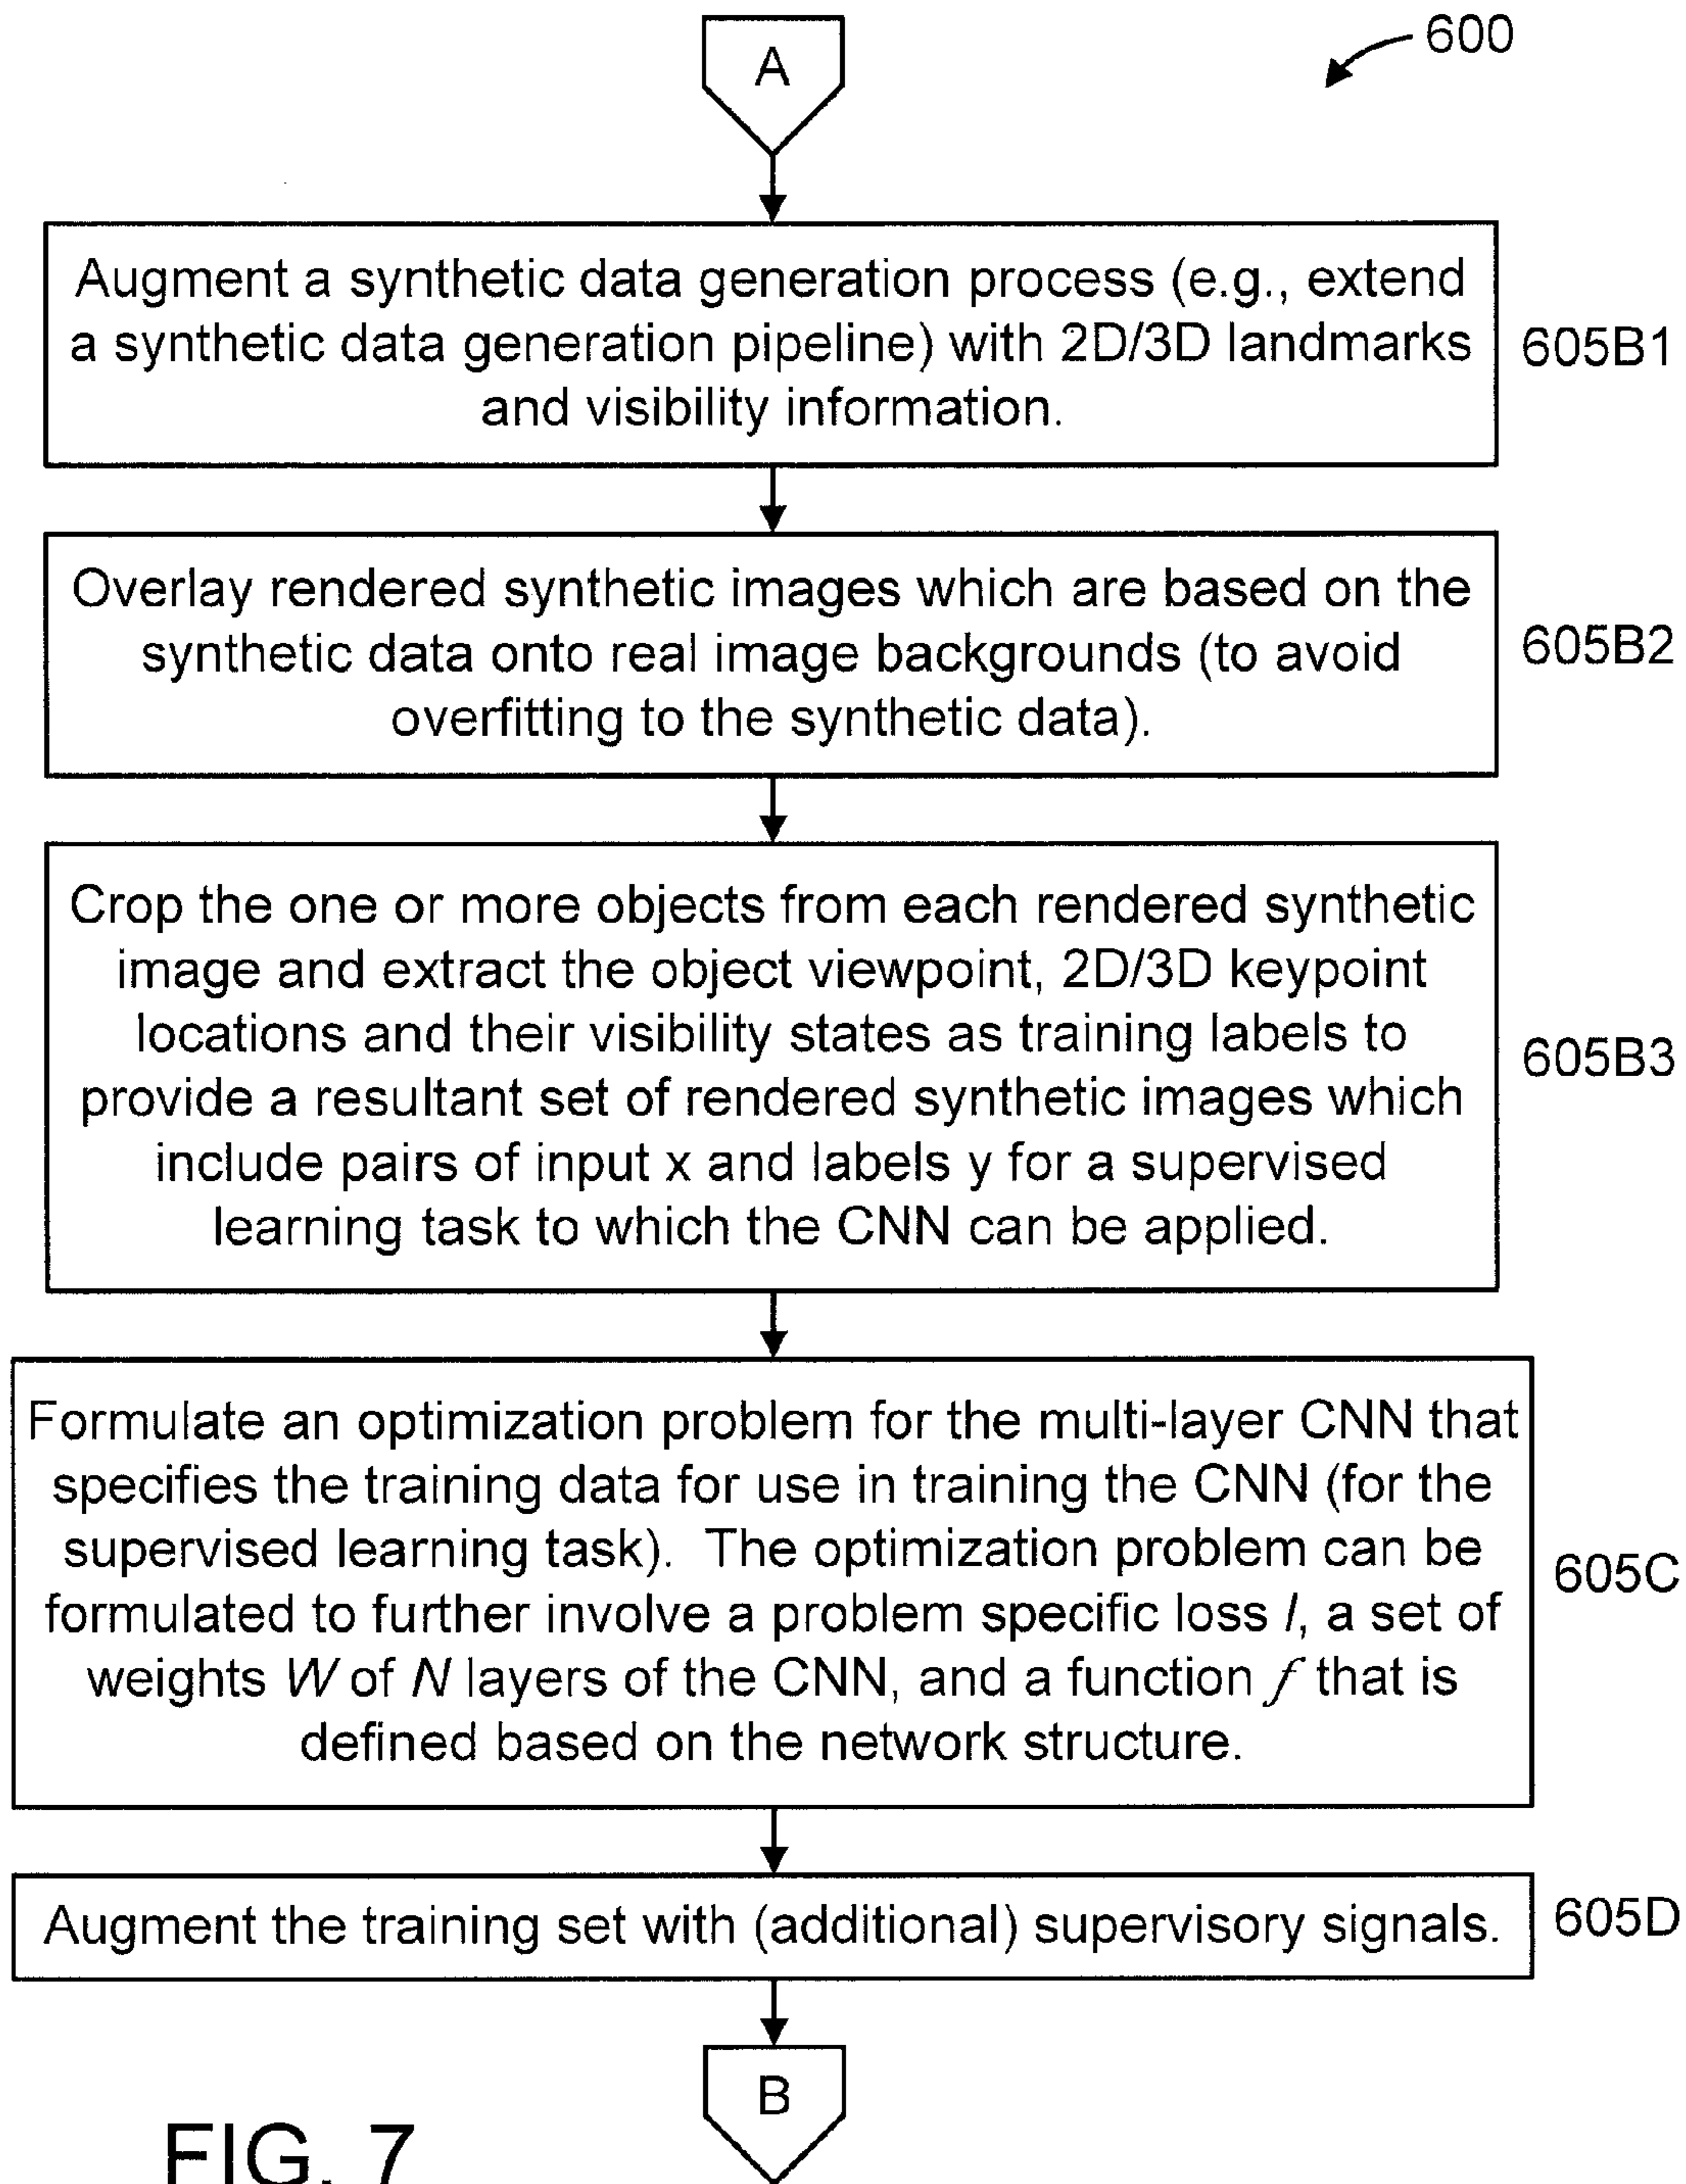 A
600
Augment a synthetic data generation process (e.g., extend
a synthetic data generation pipeline) with 2D/3D landmarks
and visibility information.
605B1
Overlay rendered synthetic images which are based on the
synthetic data onto real image backgrounds (to avoid
overfitting to the synthetic data).
605B2
Crop the one or more objects from each rendered synthetic
image and extract the object viewpoint, 2D/3D keypoint
locations and their visibility states as training labels to
provide a resultant set of rendered synthetic images which
include pairs of input x and labels y for a supervised
learning task to which the CNN can be applied.
605B3
Formulate an optimization problem for the multi-layer CNN that
specifies the training data for use in training the CNN (for the
supervised learning task). The optimization problem can be
formulated to further involve a problem specific loss l, a set of
weights W of N layers of the CNN, and a function f that is
defined based on the network structure.
605C
Augment the training set with (additional) supervisory signals.
605D
B
FIG. 7